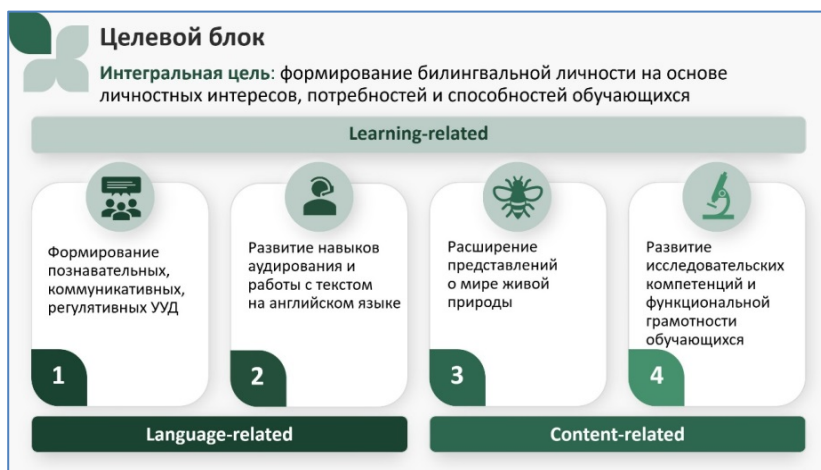 Целевой блок
Интегральная цель: формирование билингвальной личности на основе
личностных интересов, потребностей и способностей обучающихся
Learning-related
Формирование
познавательных,
коммуникативных,
регулятивных УУД
1
Развитие навыков
аудирования и
работы с текстом
на английском языке
2
Расширение
представлений
о мире живой
природы
3
Развитие
исследовательских
компетенций и
функциональной
грамотности
обучающихся
4
Language-related
Content-related